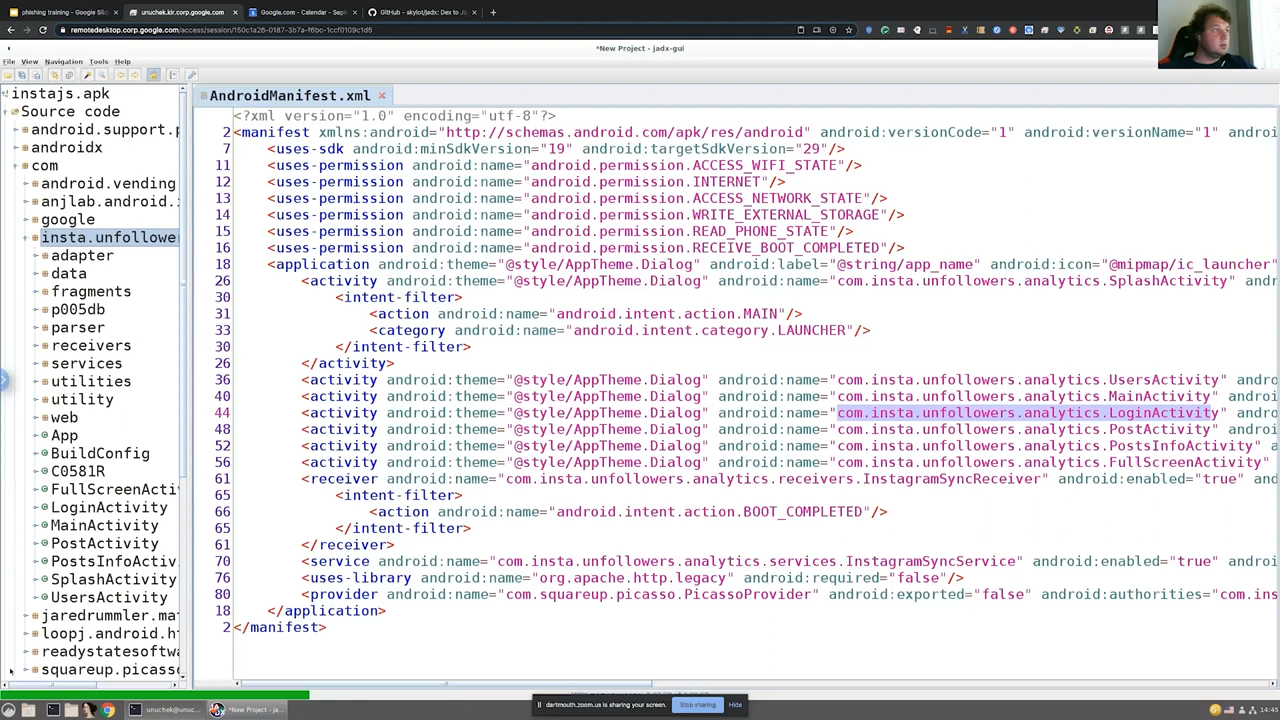 phishing training - Google Slid
unuchek.kir.corp.google.com
Google.com - Calendar - Sep
GitHub - skylot/jadx: Dex to J
remotedesktop.corp.google.com/access/session/150c1a26-0187-3b7a-f6bc-1ccf0109c1d5
*New Project - jadx-gui
File View Navigation Tools Help
instajs.apk
Source code
android.support.p
androidx
com
android.vending
anjlab.android.i
google
insta.unfollowe
adapter
data
fragments
p005db
parser
receivers
services
utilities
utility
web
App
BuildConfig
C0581R
FullScreenActi
LoginActivity
MainActivity
PostActivity
PostsInfoActiv
SplashActivity
UsersActivity
jaredrummler.ma
loopj.android.ht
readystatesoftwa
squareup.picasso
AndroidManifest.xml
<?xml version="1.0" encoding="utf-8"?>
2 <manifest xmlns:android="http://schemas.android.com/apk/res/android" android:versionCode="1" android:versionName="1" androi
7 <uses-sdk android:minSdkVersion="19" android:targetSdkVersion="29"/>
11 <uses-permission android:name="android.permission.ACCESS_WIFI_STATE"/>
12 <uses-permission android:name="android.permission.INTERNET"/>
13 <uses-permission android:name="android.permission.ACCESS_NETWORK_STATE"/>
14 <uses-permission android:name="android.permission.WRITE_EXTERNAL_STORAGE"/>
15 <uses-permission android:name="android.permission.READ_PHONE_STATE"/>
16 <uses-permission android:name="android.permission.RECEIVE_BOOT_COMPLETED"/>
18 <application android:theme="@style/AppTheme.Dialog" android:label="@string/app_name" android:icon="@mipmap/ic_launcher"
26 <activity android:theme="@style/AppTheme.Dialog" android:name="com.insta.unfollowers.analytics.SplashActivity" andr
30 <intent-filter>
31 <action android:name="android.intent.action.MAIN"/>
33 <category android:name="android.intent.category.LAUNCHER"/>
30 </intent-filter>
26 </activity>
36 <activity android:theme="@style/AppTheme.Dialog" android:name="com.insta.unfollowers.analytics.UsersActivity" andro
40 <activity android:theme="@style/AppTheme.Dialog" android:name="com.insta.unfollowers.analytics.MainActivity" androi
44 <activity android:theme="@style/AppTheme.Dialog" android:name="com.insta.unfollowers.analytics.LoginActivity" andro
48 <activity android:theme="@style/AppTheme.Dialog" android:name="com.insta.unfollowers.analytics.PostActivity" androi
52 <activity android:theme="@style/AppTheme.Dialog" android:name="com.insta.unfollowers.analytics.PostsInfoActivity" a
56 <activity android:theme="@style/AppTheme.Dialog" android:name="com.insta.unfollowers.analytics.FullScreenActivity"
61 <receiver android:name="com.insta.unfollowers.analytics.receivers.InstagramSyncReceiver" android:enabled="true" and
65 <intent-filter>
66 <action android:name="android.intent.action.BOOT_COMPLETED"/>
65 </intent-filter>
61 </receiver>
70 <service android:name="com.insta.unfollowers.analytics.services.InstagramSyncService" android:enabled="true" androi
76 <uses-library android:name="org.apache.http.legacy" android:required="false"/>
80 <provider android:name="com.squareup.picasso.PicassoProvider" android:exported="false" android:authorities="com.ins
18 </application>
2 </manifest>
dartmouth.zoom.us is sharing your screen. Stop sharing Hide
unuchek@unuc...
*New Project - jad...
14:45